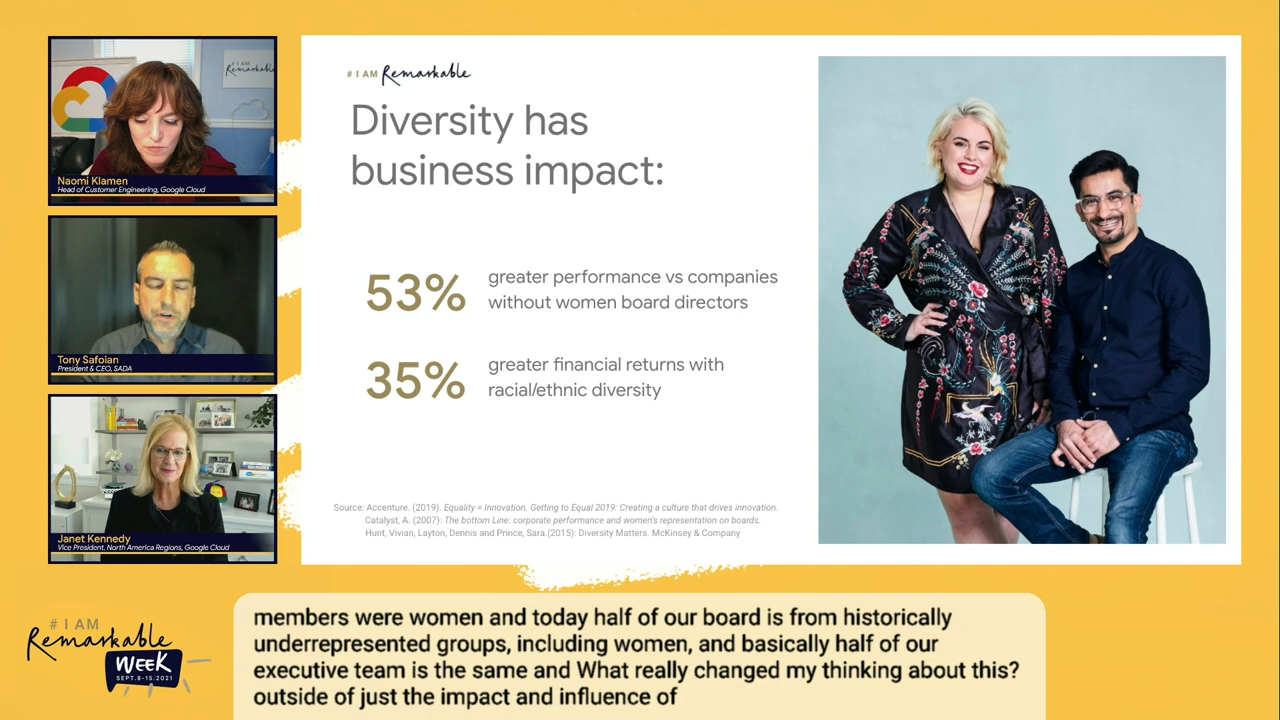 #IAM
Remarkable
Naomi Klamen
Head of Customer Engineering, Google Cloud
Tony Safoian
President & CEO, SADA
Janet Kennedy
Vice President, North America Regions, Google Cloud
#IAM Remarkable
Diversity has
business impact:
53%
greater performance vs companies
without women board directors
35%
greater financial returns with
racial/ethnic diversity
Source: Accenture. (2019). Equality = Innovation. Getting to Equal 2019: Creating a culture that drives innovation.
Catalyst, A. (2007): The bottom Line: corporate performance and women's representation on boards.
Hunt, Vivian, Layton, Dennis and Prince, Sara.(2015): Diversity Matters. McKinsey & Company
#IAM
Remarkable
WEEK
SEPT.8-15.2021
members were women and today half of our board is from historically
underrepresented groups, including women, and basically half of our
executive team is the same and What really changed my thinking about this?
outside of just the impact and influence of